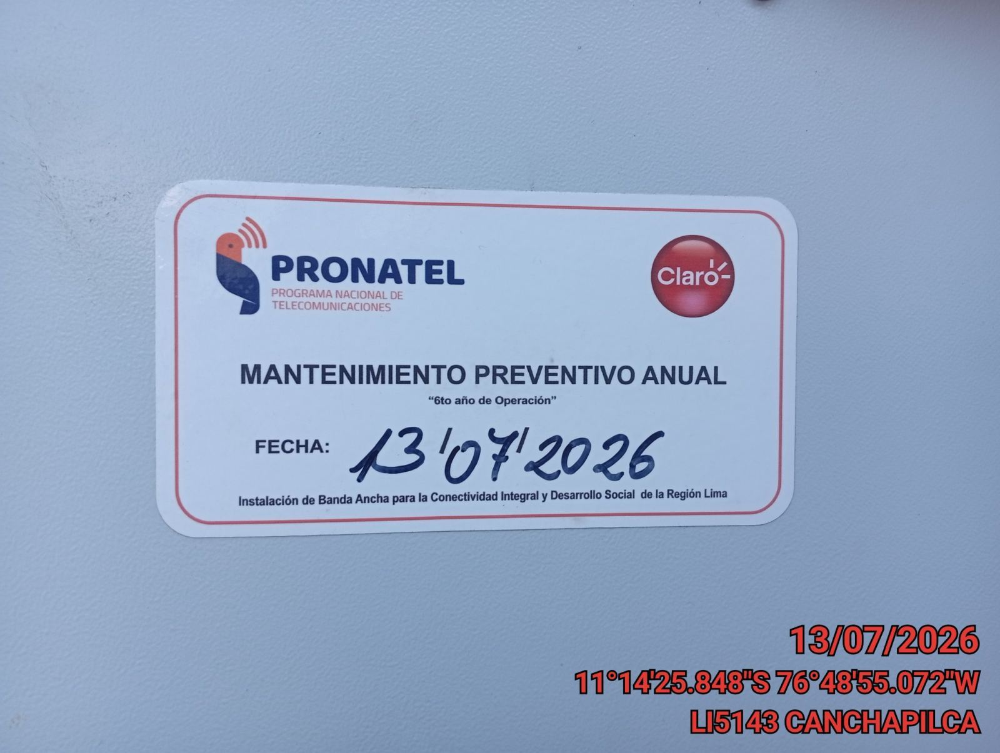 PRONATEL
PROGRAMA NACIONAL DE
TELECOMUNICACIONES
Claro
MANTENIMIENTO PREVENTIVO ANUAL
“6to año de Operación”
FECHA: 13/07/2026
Instalación de Banda Ancha para la Conectividad Integral y Desarrollo Social de la Región Lima
13/07/2026
11°14'25.848"S 76°48'55.072"W
LI5143 CANCHAPILCA